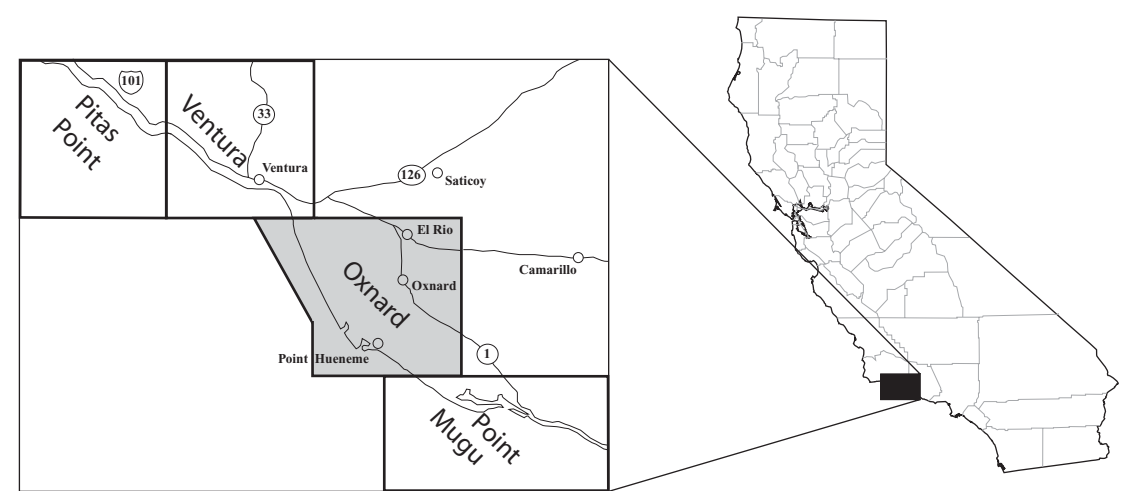 101
Pitas
Point
Ventura
33
Ventura
126
Saticoy
El Rio
Camarillo
Oxnard
Oxnard
Point Hueneme
1
Point
Mugu